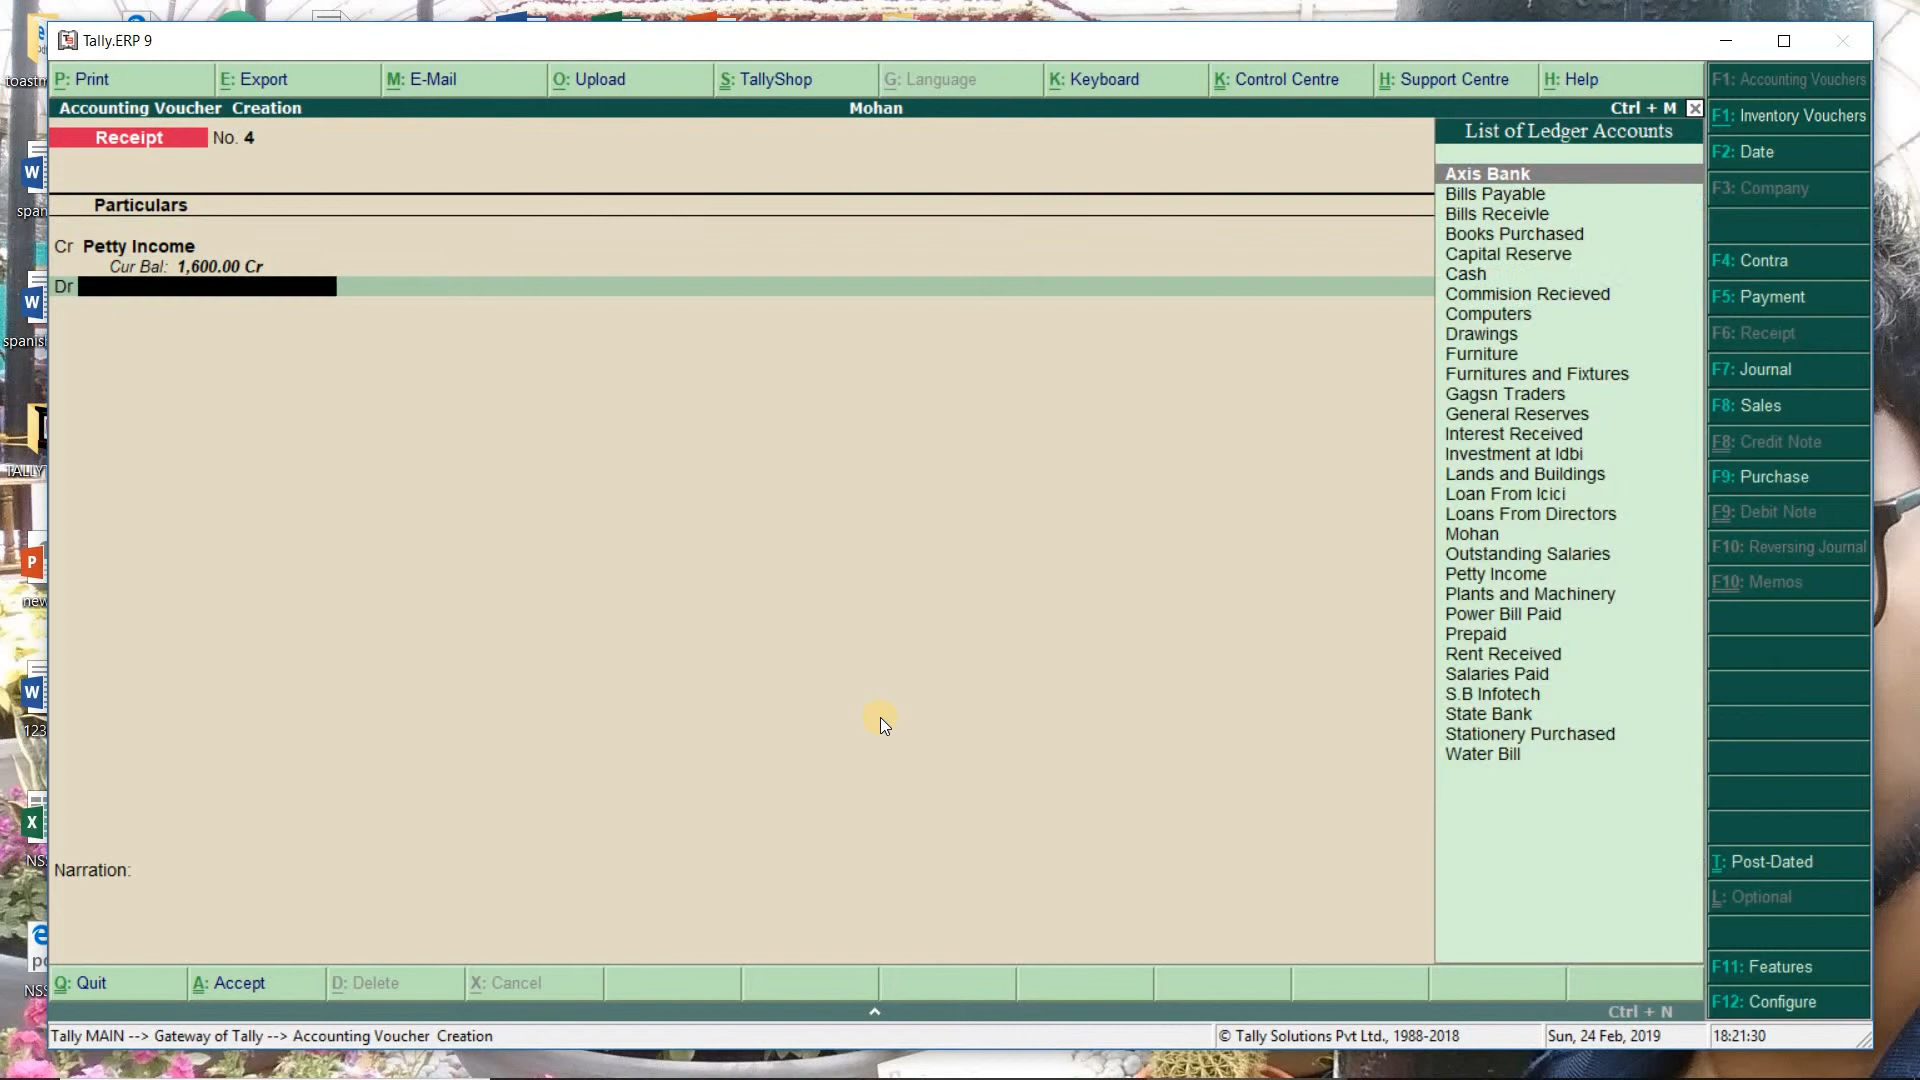 Tally.ERP 9
P: Print
E: Export
M: E-Mail
O: Upload
S: TallyShop
G: Language
K: Keyboard
K: Control Centre
H: Support Centre
H: Help
Accounting Voucher Creation
Mohan
Ctrl + M
Receipt No. 4
Particulars
Cr Petty Income
Cur Bal: 1,600.00 Cr
Dr
Narration:
List of Ledger Accounts
Axis Bank
Bills Payable
Bills Receivle
Books Purchased
Capital Reserve
Cash
Commision Recieved
Computers
Drawings
Furniture
Furnitures and Fixtures
Gagsn Traders
General Reserves
Interest Received
Investment at Idbi
Lands and Buildings
Loan From Icici
Loans From Directors
Mohan
Outstanding Salaries
Petty Income
Plants and Machinery
Power Bill Paid
Prepaid
Rent Received
Salaries Paid
S.B Infotech
State Bank
Stationery Purchased
Water Bill
F1: Accounting Vouchers
F1: Inventory Vouchers
F2: Date
F3: Company
F4: Contra
F5: Payment
F6: Receipt
F7: Journal
F8: Sales
F8: Credit Note
F9: Purchase
F9: Debit Note
F10: Reversing Journal
F10: Memos
T: Post-Dated
L: Optional
F11: Features
F12: Configure
Q: Quit
A: Accept
D: Delete
X: Cancel
Ctrl + N
Tally MAIN --> Gateway of Tally --> Accounting Voucher Creation
© Tally Solutions Pvt Ltd., 1988-2018
Sun, 24 Feb, 2019
18:21:30